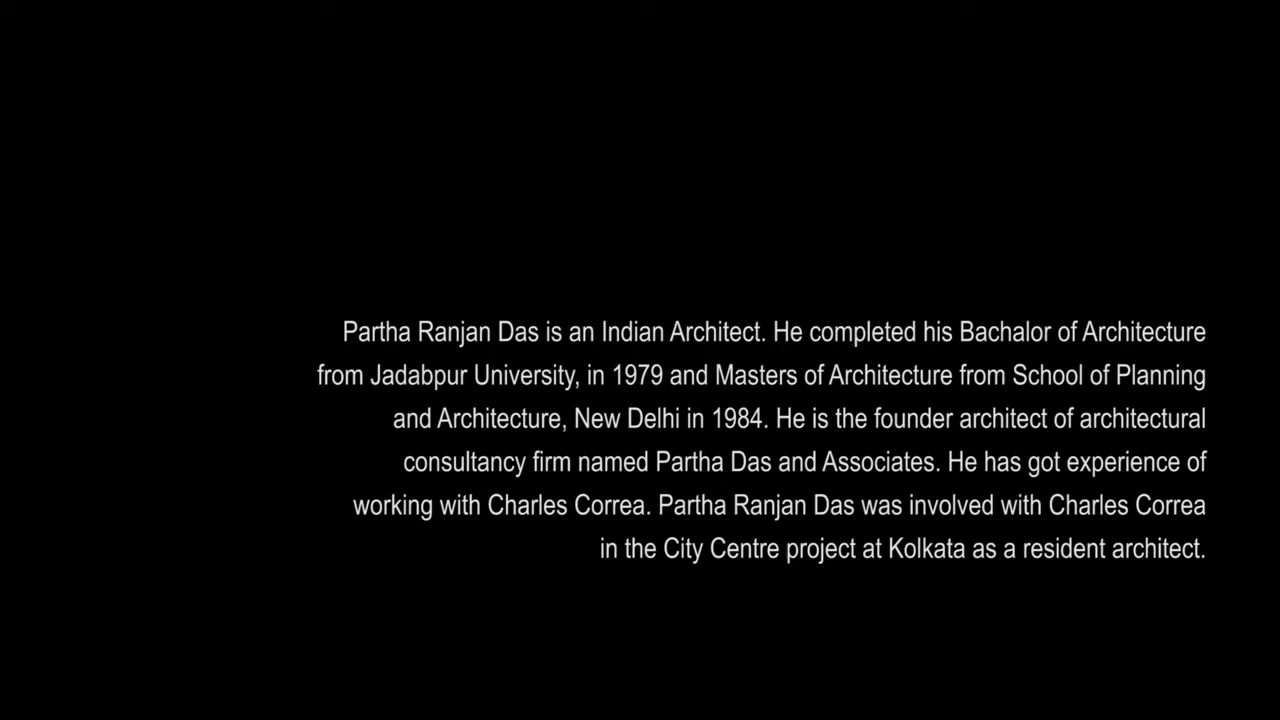 Partha Ranjan Das is an Indian Architect. He completed his Bachalor of Architecture
from Jadabpur University, in 1979 and Masters of Architecture from School of Planning
and Architecture, New Delhi in 1984. He is the founder architect of architectural
consultancy firm named Partha Das and Associates. He has got experience of
working with Charles Correa. Partha Ranjan Das was involved with Charles Correa
in the City Centre project at Kolkata as a resident architect.